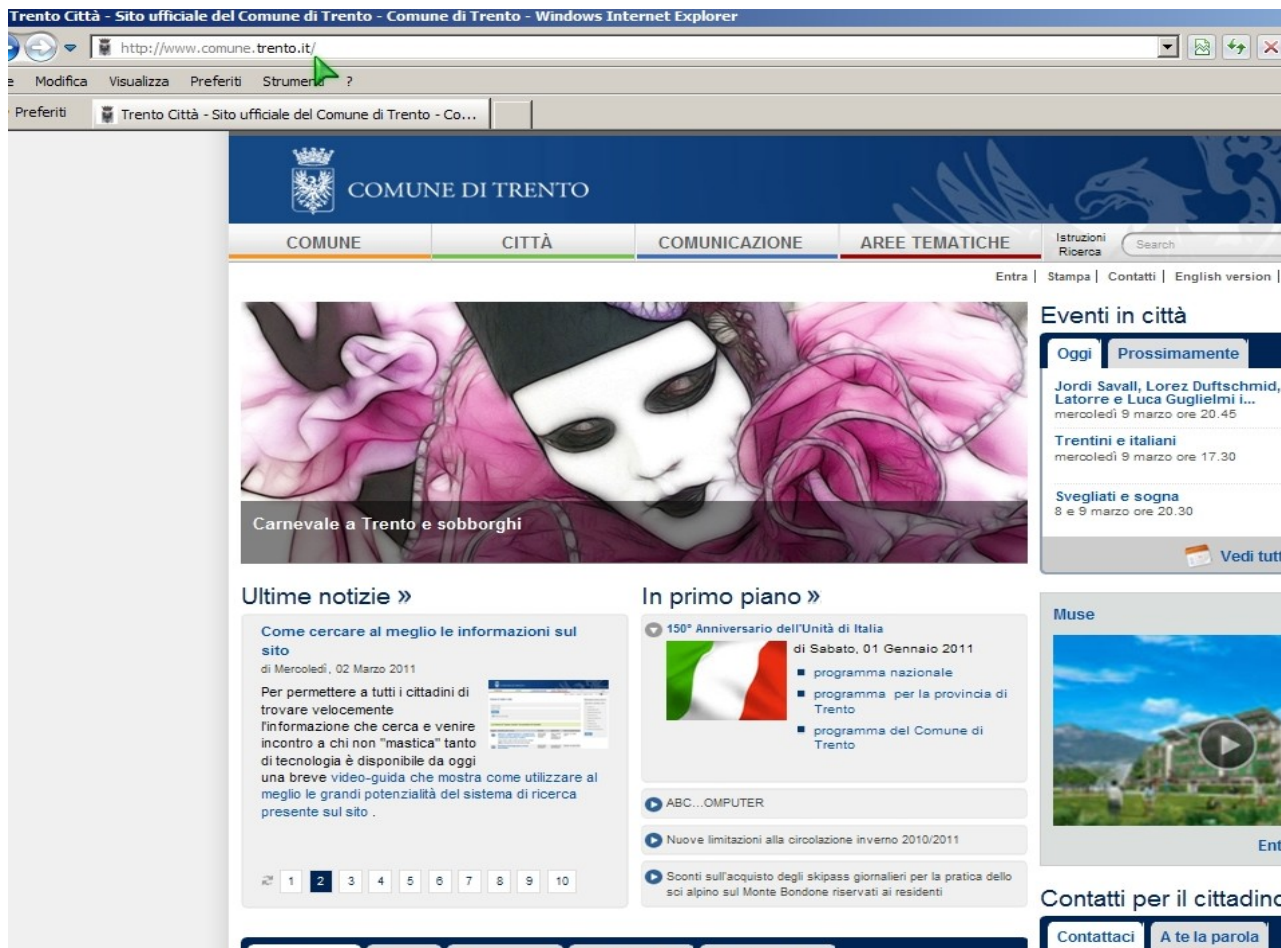 Trento Città - Sito ufficiale del Comune di Trento - Comune di Trento - Windows Internet Explorer
http://www.comune.trento.it/
Modifica Visualizza Preferiti Strumenti ?
Preferiti
Trento Città - Sito ufficiale del Comune di Trento - Co...
COMUNE DI TRENTO
COMUNE CITTÀ COMUNICAZIONE AREE TEMATICHE
Istruzioni
Ricerca
Search
Entra | Stampa | Contatti | English version |
Carnevale a Trento e sobborghi
Eventi in città
Oggi Prossimamente
Jordi Savall, Lorez Duftschmid,
Latorre e Luca Guglielmi i...
mercoledì 9 marzo ore 20.45
Trentini e italiani
mercoledì 9 marzo ore 17.30
Svegliati e sogna
8 e 9 marzo ore 20.30
Vedi tutt
Ultime notizie »
Come cercare al meglio le informazioni sul
sito
di Mercoledì, 02 Marzo 2011
Per permettere a tutti i cittadini di
trovare velocemente
l'informazione che cerca e venire
incontro a chi non "mastica" tanto
di tecnologia è disponibile da oggi
una breve video-guida che mostra come utilizzare al
meglio le grandi potenzialità del sistema di ricerca
presente sul sito .
1 2 3 4 5 6 7 8 9 10
In primo piano »
150° Anniversario dell'Unità di Italia
di Sabato, 01 Gennaio 2011
programma nazionale
programma per la provincia di
Trento
programma del Comune di
Trento
ABC...OMPUTER
Nuove limitazioni alla circolazione inverno 2010/2011
Sconti sull'acquisto degli skipass giornalieri per la pratica dello
sci alpino sul Monte Bondone riservati ai residenti
Muse
Ent
Contatti per il cittadino
Contattaci A te la parola